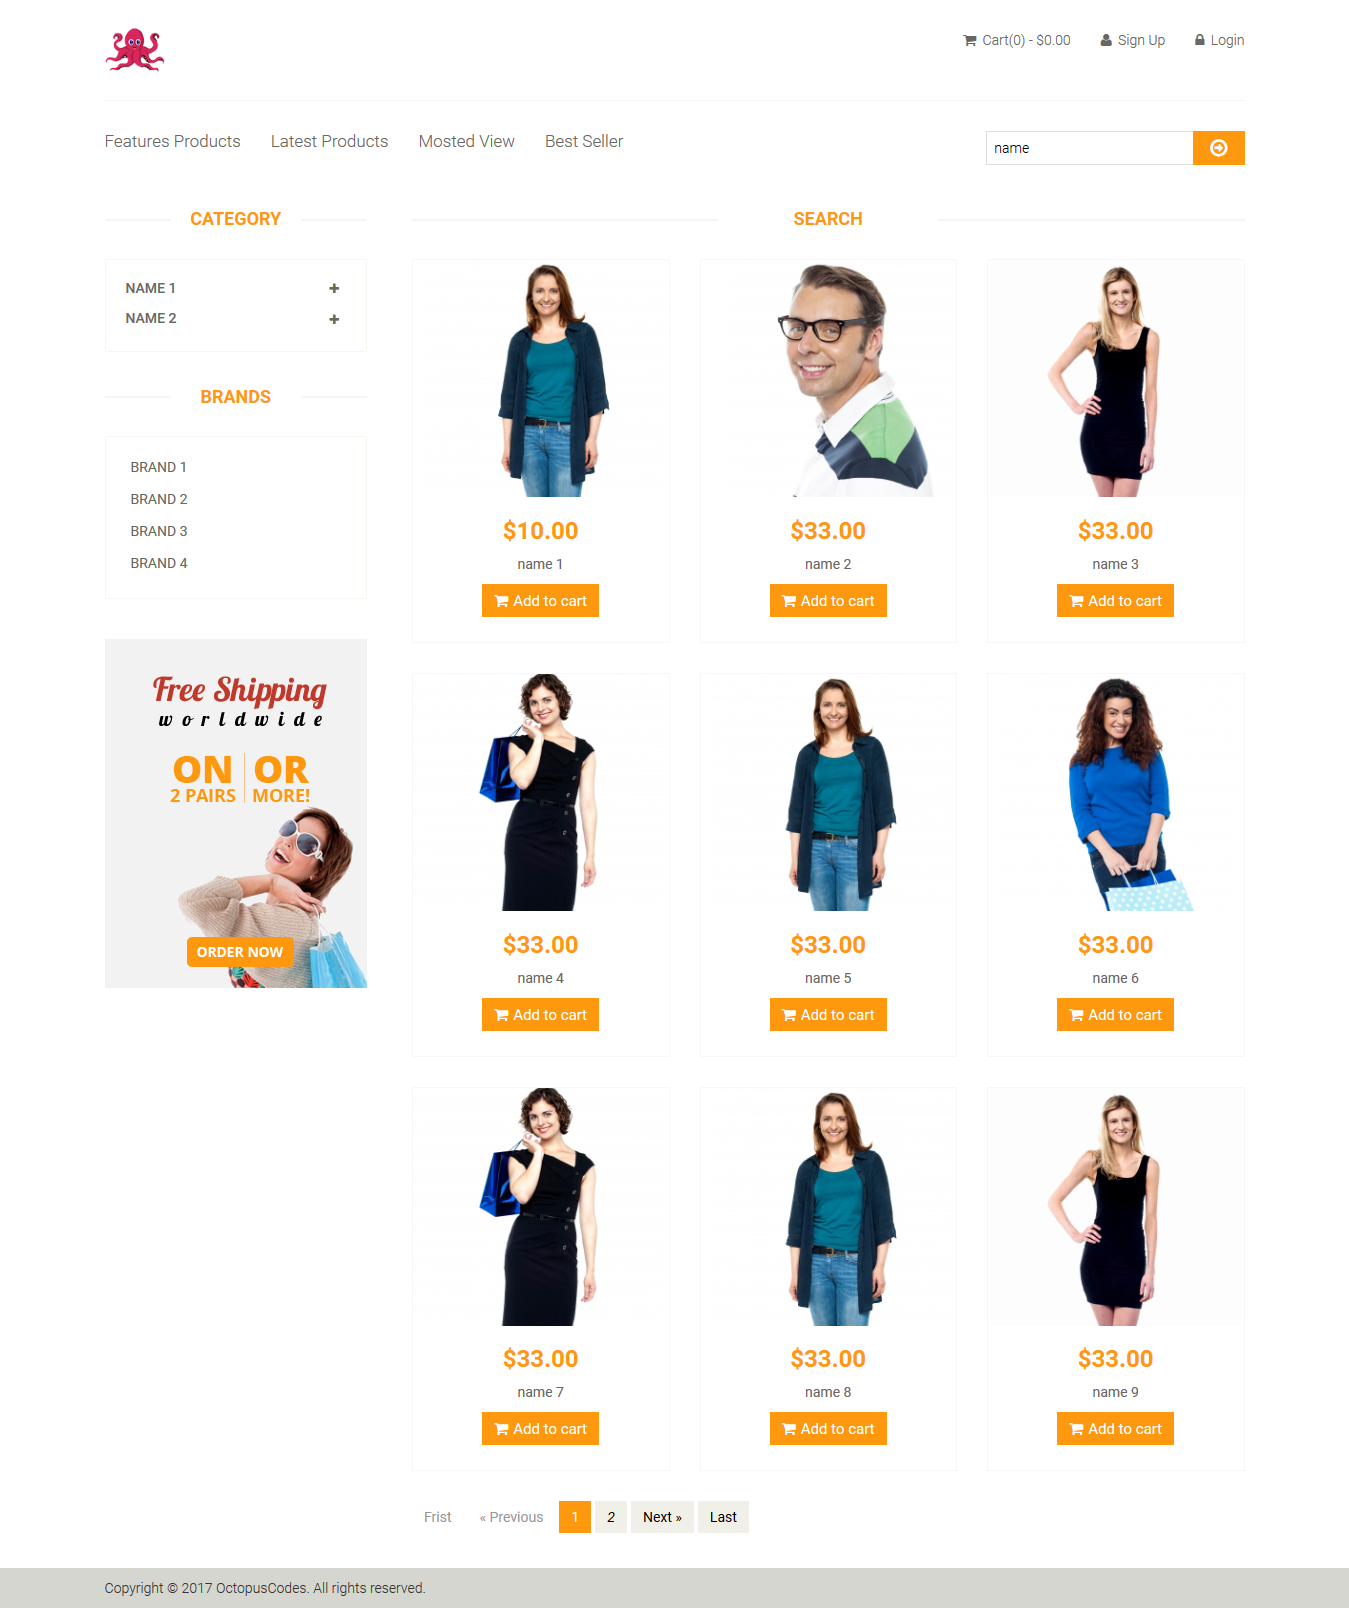 Cart(0) - $0.00
Sign Up
Login
Features Products
Latest Products
Mosted View
Best Seller
name
CATEGORY
NAME 1
NAME 2
BRANDS
BRAND 1
BRAND 2
BRAND 3
BRAND 4
Free Shipping
worldwide
ON OR
2 PAIRS MORE!
ORDER NOW
SEARCH
$10.00
name 1
Add to cart
$33.00
name 2
Add to cart
$33.00
name 3
Add to cart
$33.00
name 4
Add to cart
$33.00
name 5
Add to cart
$33.00
name 6
Add to cart
$33.00
name 7
Add to cart
$33.00
name 8
Add to cart
$33.00
name 9
Add to cart
Frist « Previous 1 2 Next » Last
Copyright © 2017 OctopusCodes. All rights reserved.